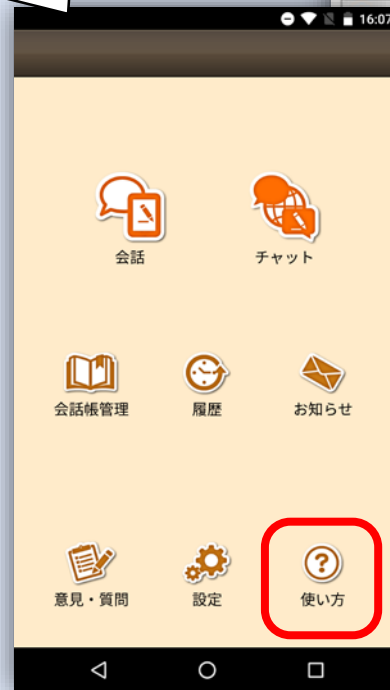 16:07
会話
チャット
会話帳管理
履歴
お知らせ
意見・質問
設定
使い方